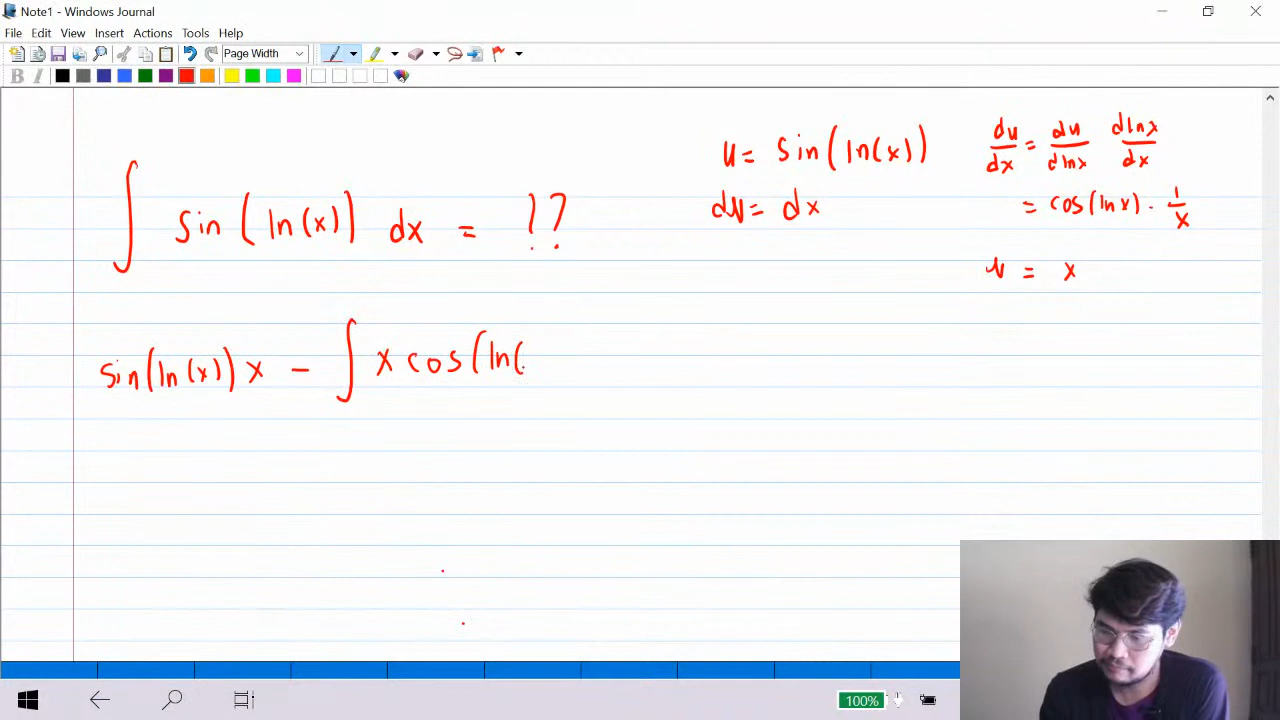 Note1 - Windows Journal
File Edit View Insert Actions Tools Help
Page Width
B I
∫ sin(ln(x)) dx = ??
u = sin(ln(x))
dv = dx
du/dx = du/dlnx dlnx/dx
= cos(lnx) · 1/x
v = x
sin(ln(x)) x - ∫ x cos(ln(
100%